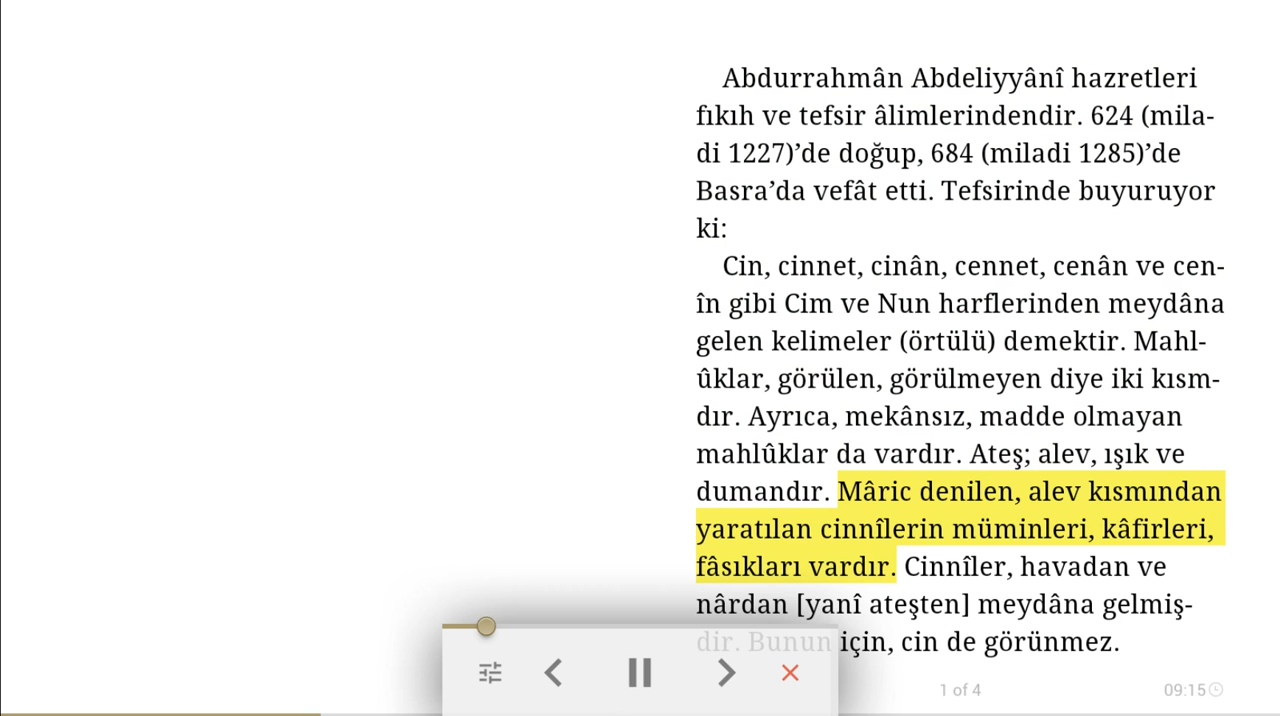 Abdurrahmân Abdeliyyânî hazretleri
fıkıh ve tefsir âlimlerindendir. 624 (mila-
di 1227)’de doğup, 684 (miladi 1285)’de
Basra’da vefât etti. Tefsirinde buyuruyor
ki:
Cin, cinnet, cinân, cennet, cenân ve cen-
în gibi Cim ve Nun harflerinden meydâna
gelen kelimeler (örtülü) demektir. Mahl-
ûklar, görülen, görülmeyen diye iki kısm-
dır. Ayrıca, mekânsız, madde olmayan
mahlûklar da vardır. Ateş; alev, ışık ve
dumandır. Mâric denilen, alev kısmından
yaratılan cinnîlerin müminleri, kâfirleri,
fâsıkları vardır. Cinnîler, havadan ve
nârdan [yanî ateşten] meydâna gelmiş-
dir. Bunun için, cin de görünmez.
1 of 4 09:15